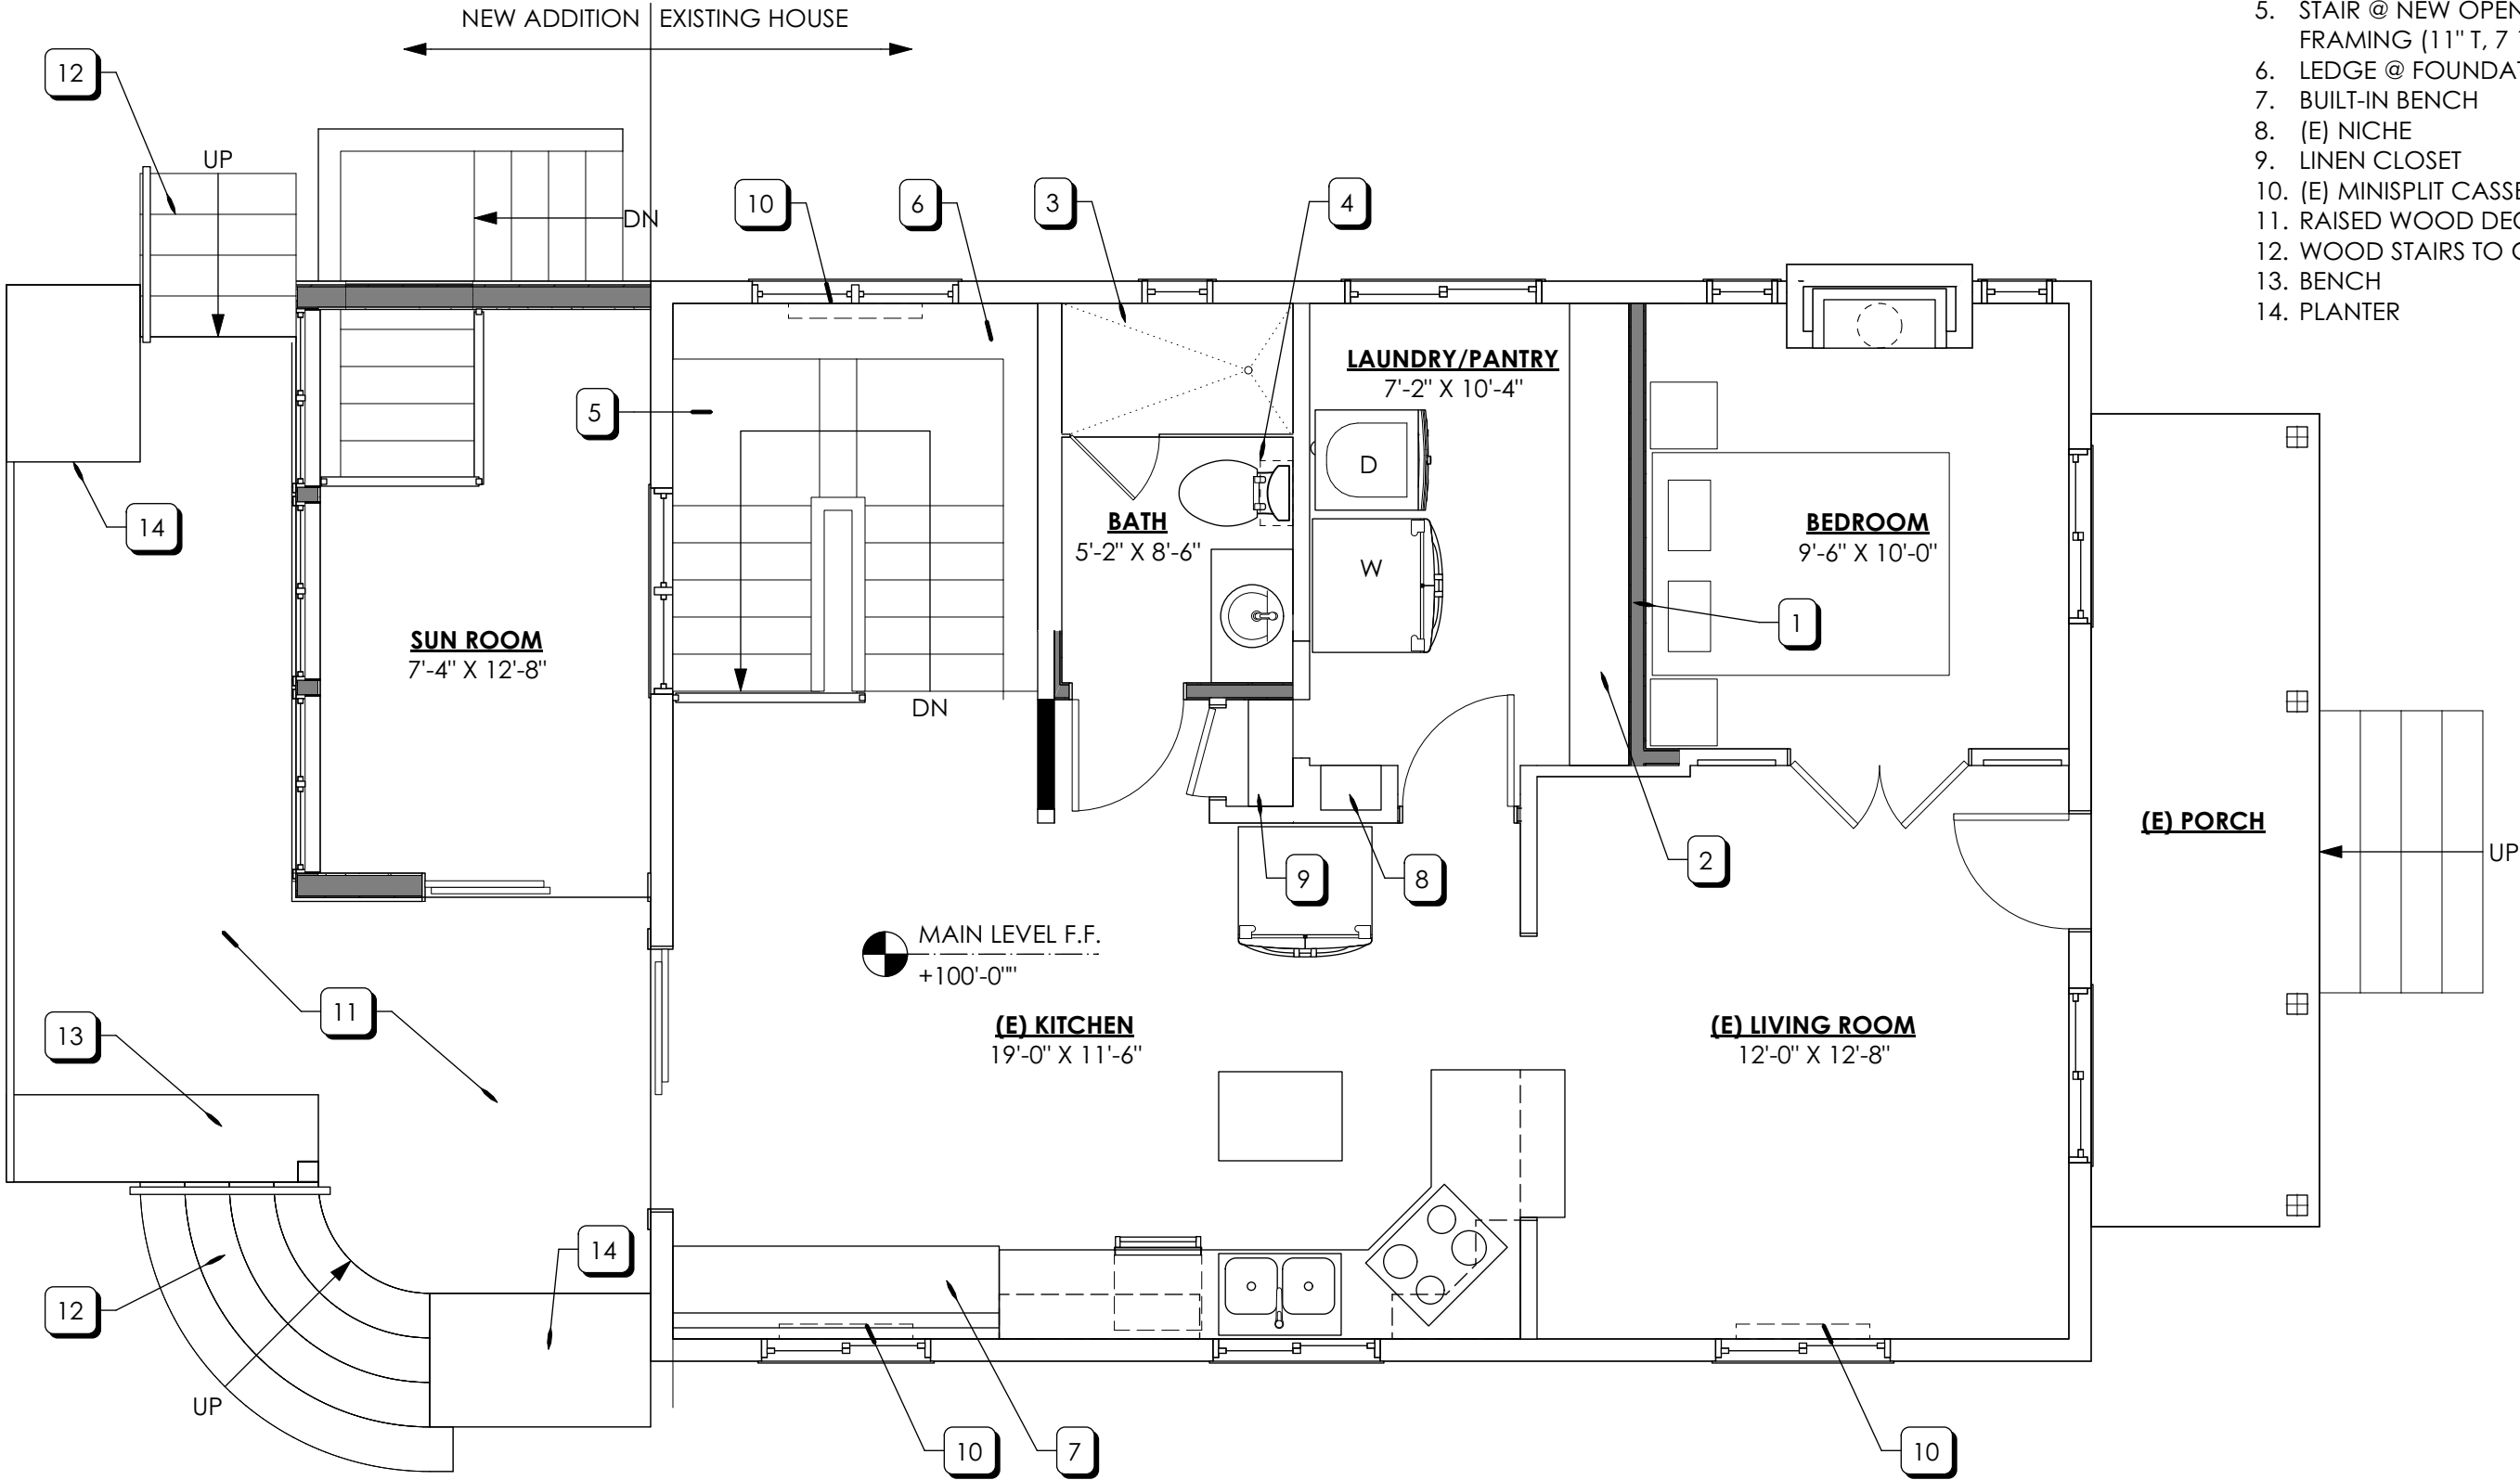 NEW ADDITION EXISTING HOUSE
5. STAIR @ NEW
FRAMING (11" T, 7
6. LEDGE @
7. BUILT-IN BENCH
8. (E) NICHE
9. LINEN CLOSET
10. (E) MINISPLIT
11. RAISED WOOD
12. WOOD STAIRS TO
13. BENCH
14. PLANTER
12
UP
DN
10
6
3
4
5
LAUNDRY/PANTRY
7'-2" X 10'-4"
D
W
14
BATH
5'-2" X 8'-6"
BEDROOM
9'-6" X 10'-0"
1
SUN ROOM
7'-4" X 12'-8"
DN
(E) PORCH
UP
2
9
8
MAIN LEVEL F.F.
+100'-0""
11
13
(E) KITCHEN
19'-0" X 11'-6"
(E) LIVING ROOM
12'-0" X 12'-8"
14
12
UP
10
7
10